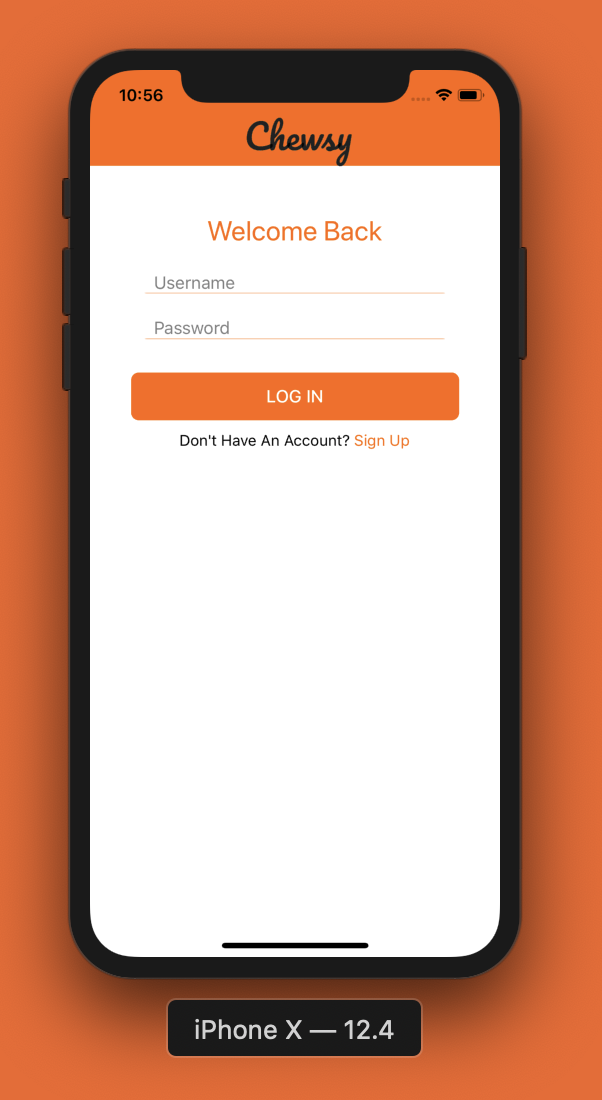 10:56
Chewsy
Welcome Back
Username
Password
LOG IN
Don't Have An Account? Sign Up
iPhone X — 12.4